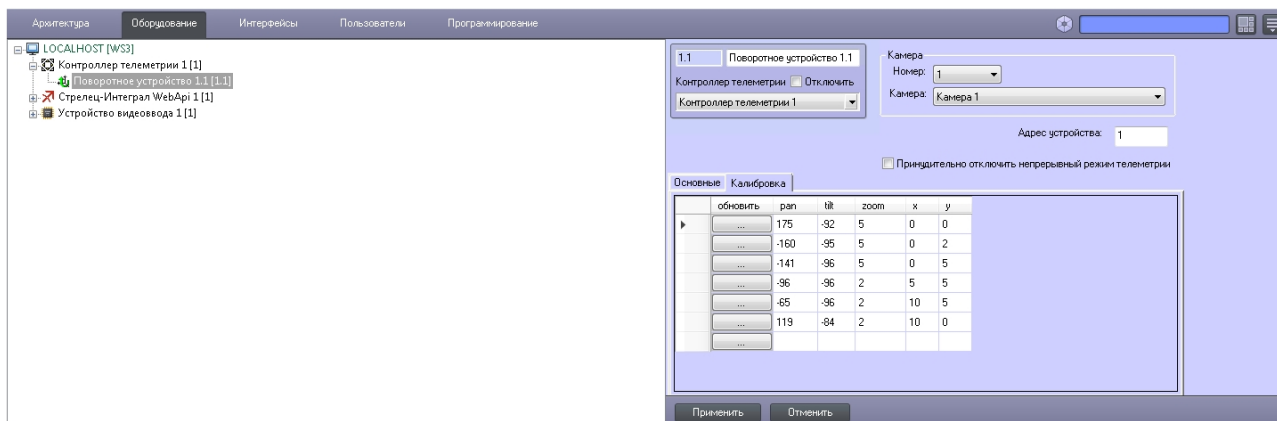 Архитектура Оборудование Интерфейсы Пользователи Программирование
LOCALHOST [WS3]
Контроллер телеметрии 1 [1]
Поворотное устройство 1.1 [1.1]
Стрелец-Интеграл WebApi 1 [1]
Устройство видеоввода 1 [1]
1.1 Поворотное устройство 1.1
Контроллер телеметрии Отключить
Контроллер телеметрии 1
Камера
Номер: 1
Камера: Камера 1
Адрес устройства: 1
Принудительно отключить непрерывный режим телеметрии
Основные Калибровка
обновить pan tilt zoom x y
... 175 -92 5 0 0
... -160 -95 5 0 2
... -141 -96 5 0 5
... -96 -96 2 5 5
... -65 -96 2 10 5
... 119 -84 2 10 0
...
Применить Отменить